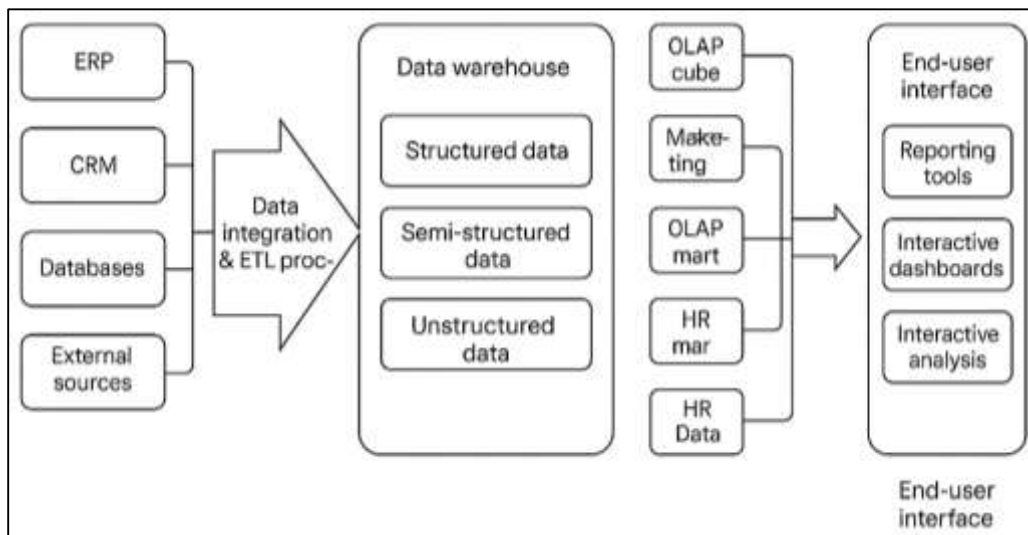 ERP
CRM
Databases
External
sources
Data
integration
& ETL proc-
Data warehouse
Structured data
Semi-structured
data
Unstructured
data
OLAP
cube
Make-
ting
OLAP
mart
HR
mar
HR
Data
End-user
interface
Reporting
tools
Interactive
dashboards
Interactive
analysis
End-user
interface